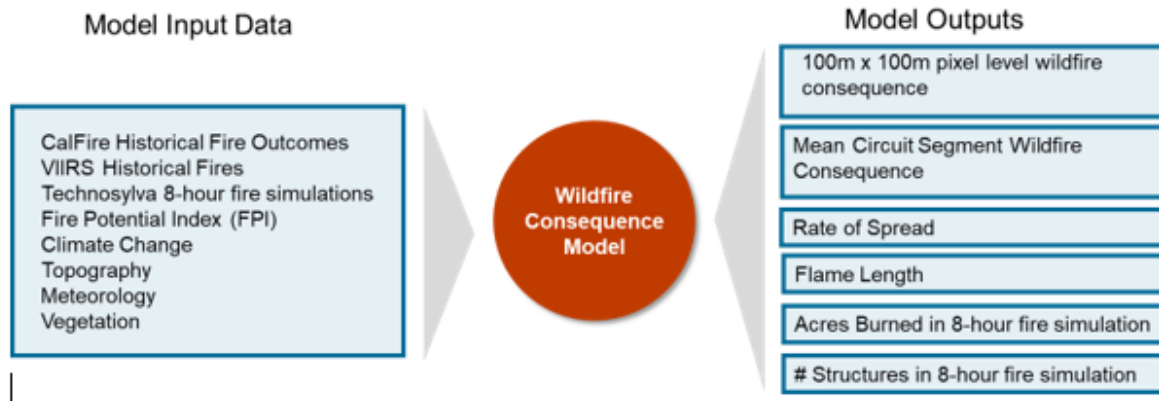 Model Input Data
CalFire Historical Fire Outcomes
VIIRS Historical Fires
Technosylva 8-hour fire simulations
Fire Potential Index (FPI)
Climate Change
Topography
Meteorology
Vegetation
Wildfire
Consequence
Model
Model Outputs
100m x 100m pixel level wildfire
consequence
Mean Circuit Segment Wildfire
Consequence
Rate of Spread
Flame Length
Acres Burned in 8-hour fire simulation
# Structures in 8-hour fire simulation